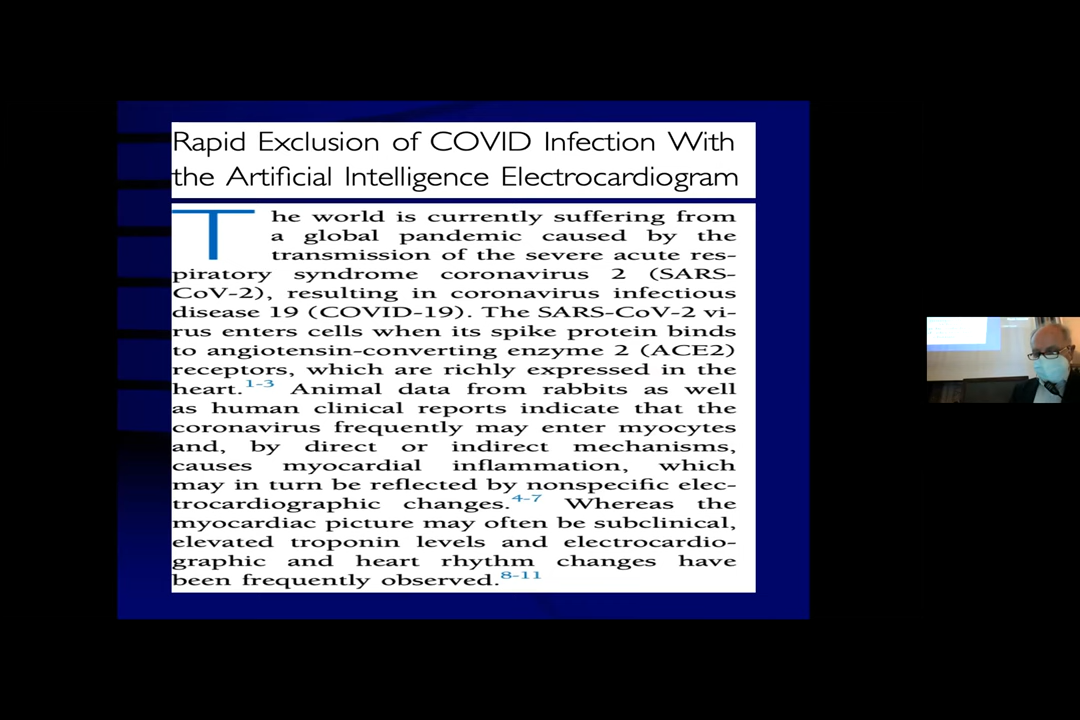 Rapid Exclusion of COVID Infection With
the Artificial Intelligence Electrocardiogram
The world is currently suffering from
a global pandemic caused by the
transmission of the severe acute res-
piratory syndrome coronavirus 2 (SARS-
CoV-2), resulting in coronavirus infectious
disease 19 (COVID-19). The SARS-CoV-2 vi-
rus enters cells when its spike protein binds
to angiotensin-converting enzyme 2 (ACE2)
receptors, which are richly expressed in the
heart.1-3 Animal data from rabbits as well
as human clinical reports indicate that the
coronavirus frequently may enter myocytes
and, by direct or indirect mechanisms,
causes myocardial inflammation, which
may in turn be reflected by nonspecific elec-
trocardiographic changes.4-7 Whereas the
myocardiac picture may often be subclinical,
elevated troponin levels and electrocardio-
graphic and heart rhythm changes have
been frequently observed.8-11